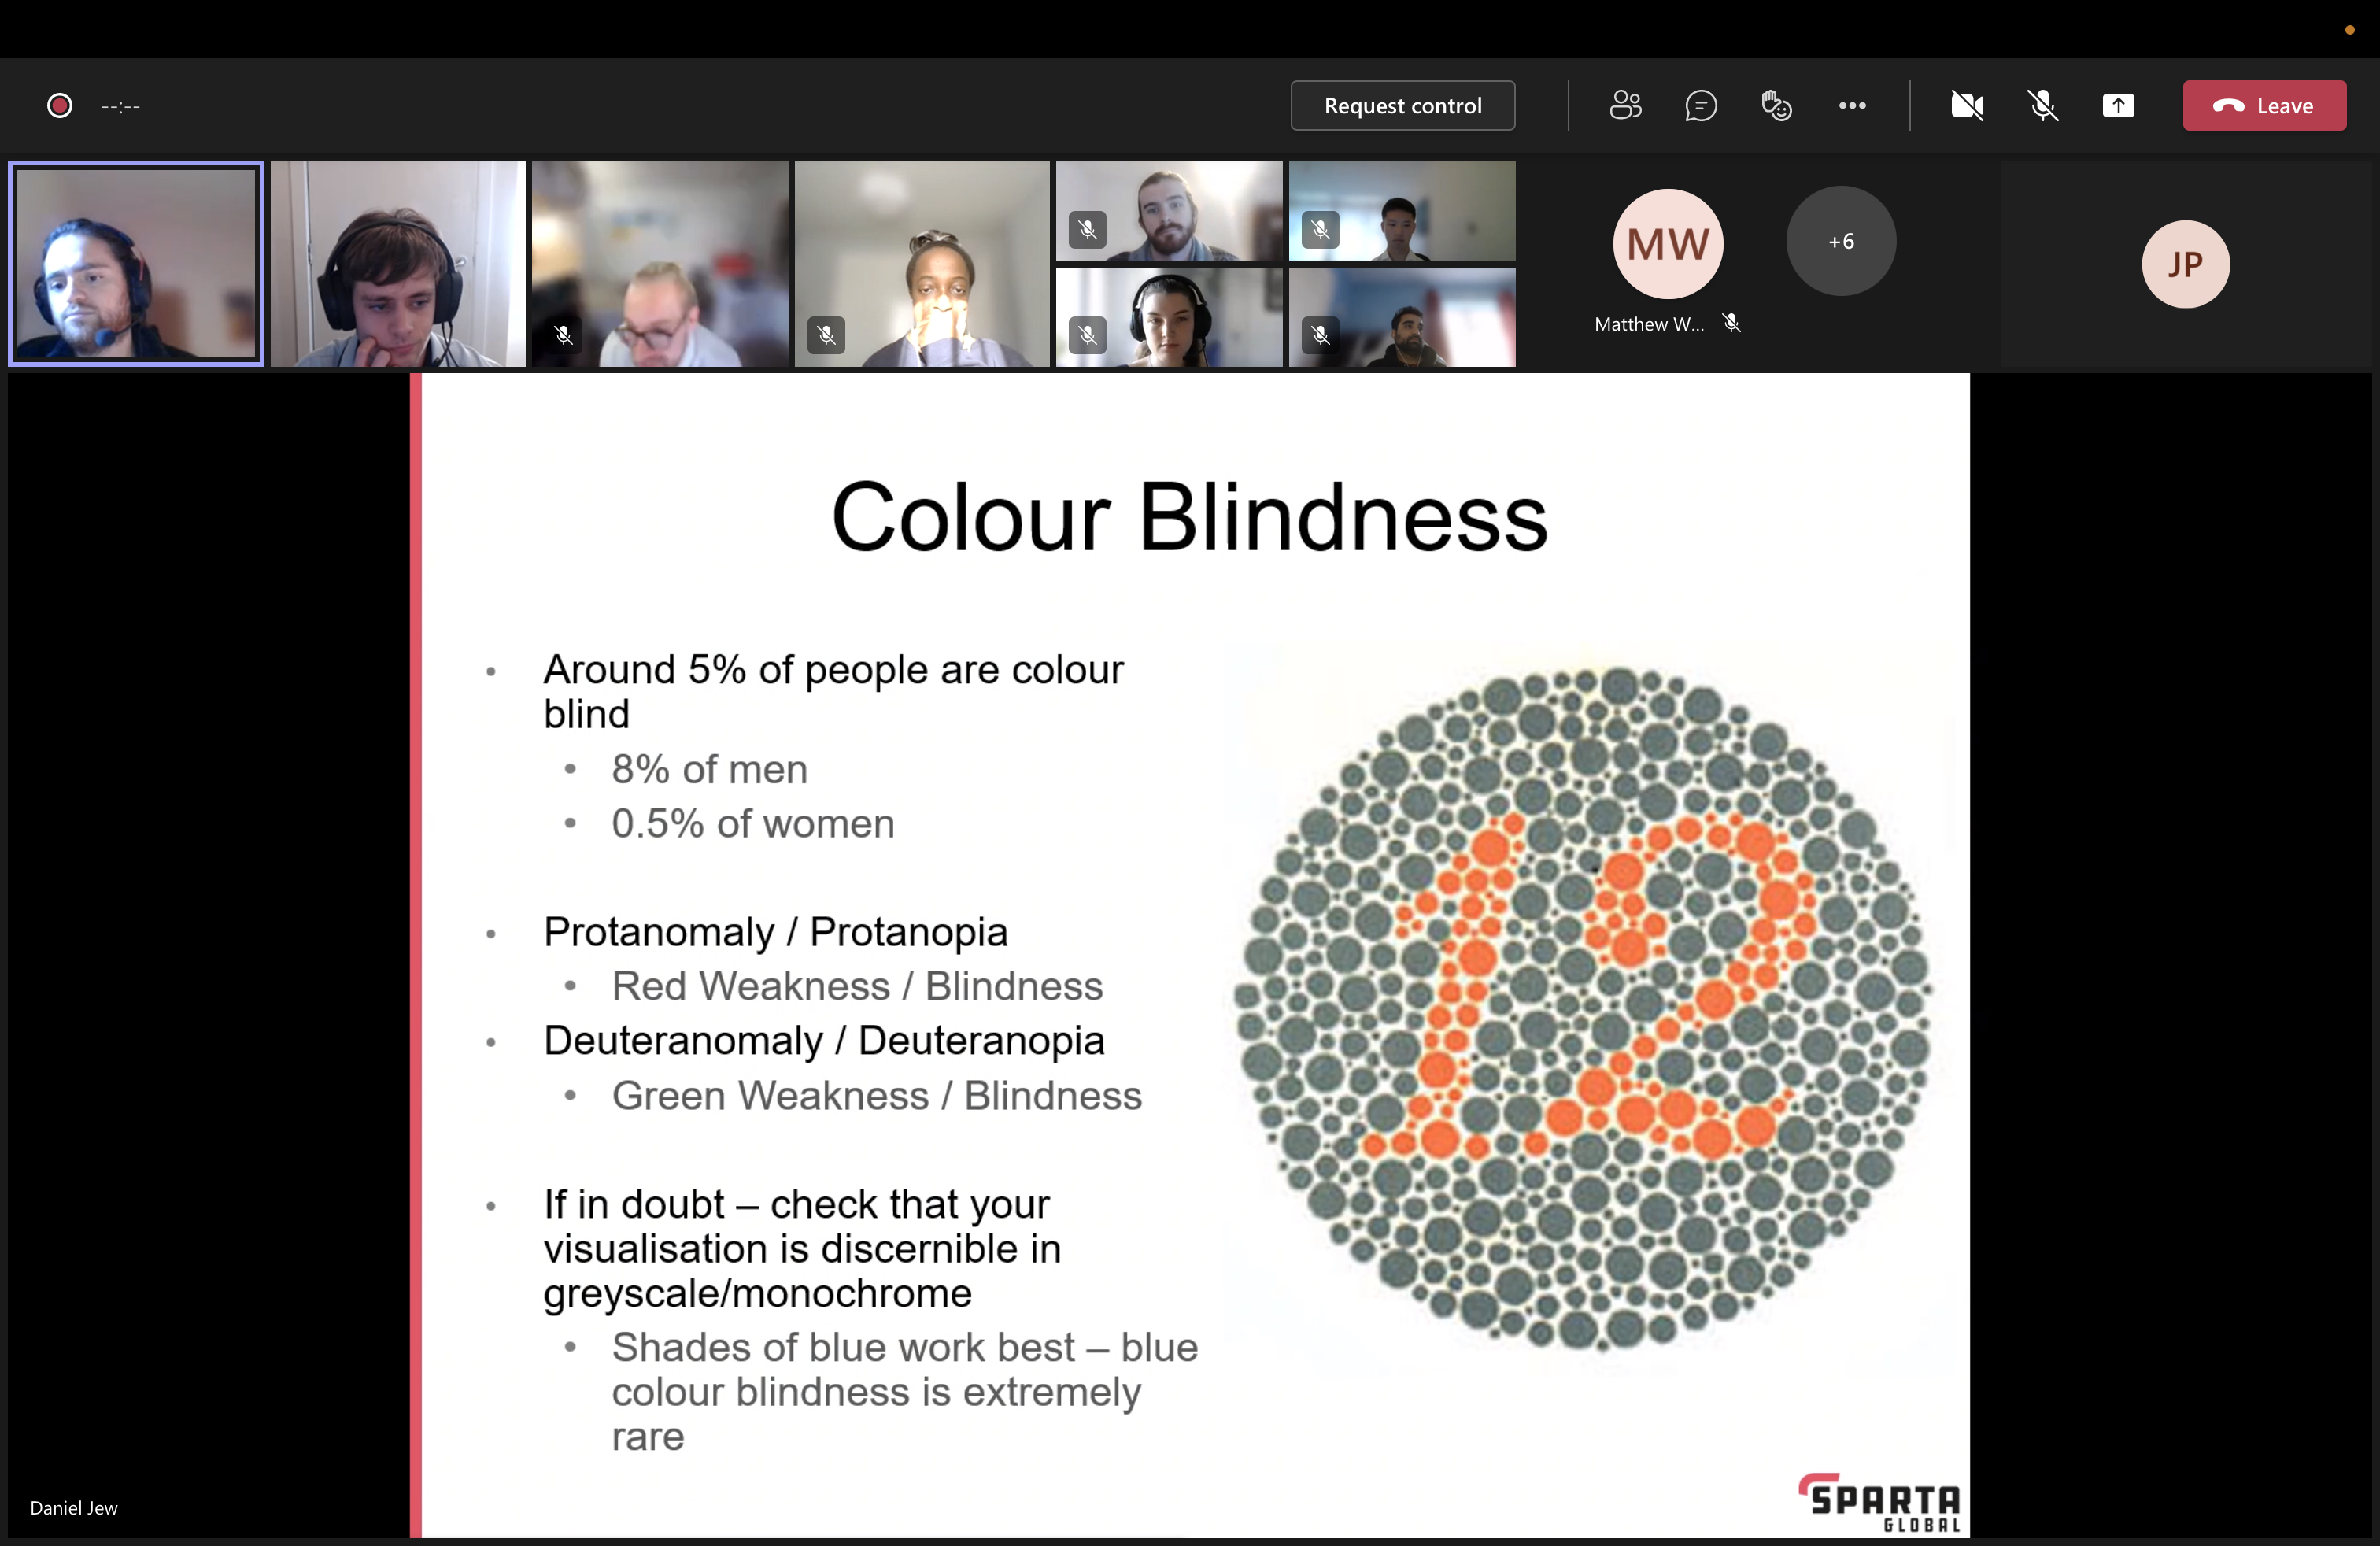 --:--
Request control
Leave
MW
+6
JP
Matthew W...
Colour Blindness
• Around 5% of people are colour
blind
• 8% of men
• 0.5% of women
• Protanomaly / Protanopia
• Red Weakness / Blindness
• Deuteranomaly / Deuteranopia
• Green Weakness / Blindness
• If in doubt – check that your
visualisation is discernible in
greyscale/monochrome
• Shades of blue work best – blue
colour blindness is extremely
rare
12
Daniel Jew
SPARTA
GLOBAL